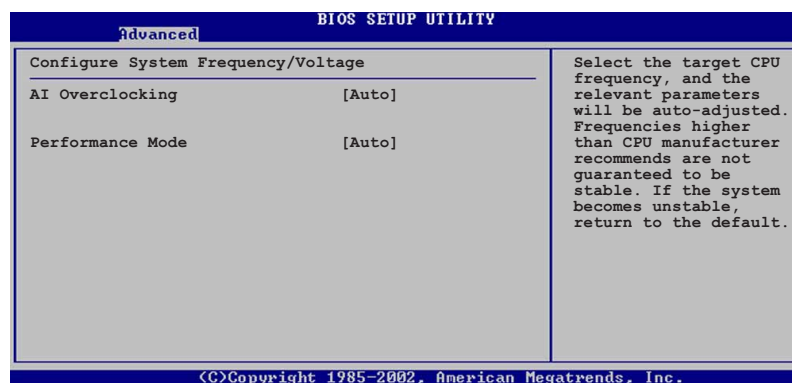 BIOS SETUP UTILITY
Advanced
Configure System Frequency/Voltage
AI Overclocking [Auto]
Performance Mode [Auto]
Select the target CPU
frequency, and the
relevant parameters
will be auto-adjusted.
Frequencies higher
than CPU manufacturer
recommends are not
guaranteed to be
stable. If the system
becomes unstable,
return to the default.
(C)Copyright 1985-2002, American Megatrends, Inc.